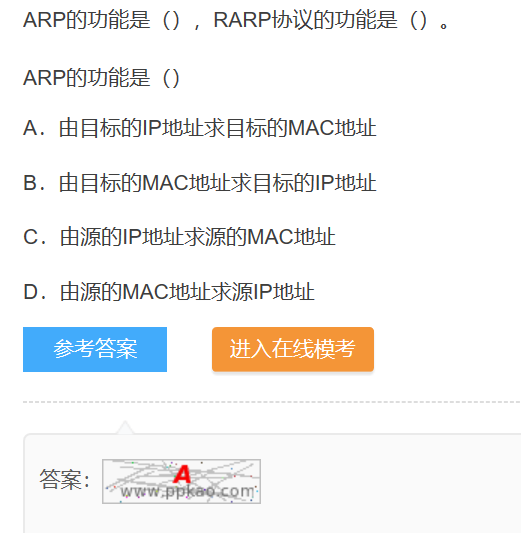 ARP的功能是（），RARP协议的功能是（）。
ARP的功能是（）
A．由目标的IP地址求目标的MAC地址
B．由目标的MAC地址求目标的IP地址
C．由源的IP地址求源的MAC地址
D．由源的MAC地址求源IP地址
参考答案 进入在线模考
答案： A
www.ppkao.com